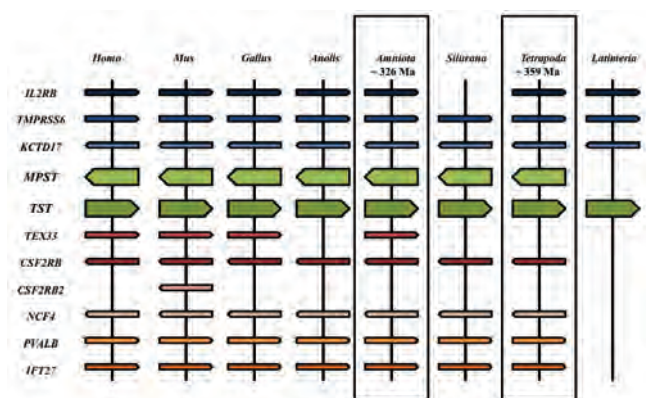 Homo Mus Gallus Anolis Amniota Silurana Tetrapoda Latimeria
~ 326 Ma ~ 359 Ma
IL2RB
TMPRSS6
KCTD17
MPST
TST
TEX33
CSF2RB
CSF2RB2
NCF4
PVALB
IFT27